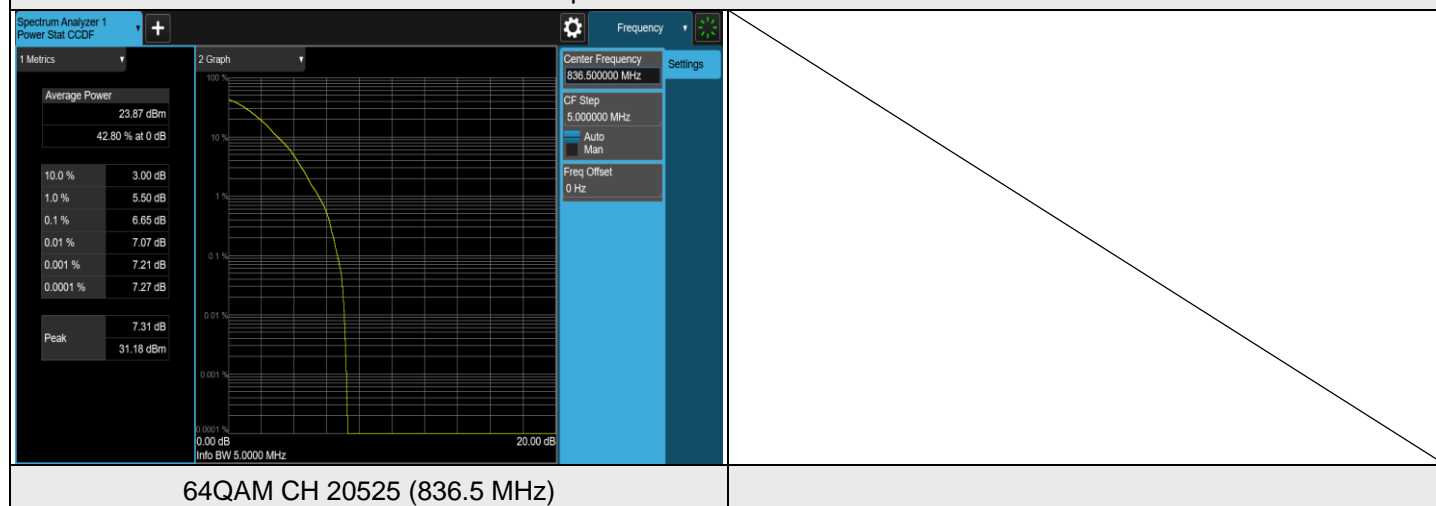 Spectrum Analyzer 1
Power Stat CCDF
+
Frequency
1 Metrics
2 Graph
Center Frequency
836.500000 MHz
Settings
CF Step
5.000000 MHz
Auto
Man
Freq Offset
0 Hz
Average Power
23.87 dBm
42.80 % at 0 dB
10.0 % 3.00 dB
1.0 % 5.50 dB
0.1 % 6.65 dB
0.01 % 7.07 dB
0.001 % 7.21 dB
0.0001 % 7.27 dB
Peak
7.31 dB
31.18 dBm
100 %
10 %
1 %
0.1 %
0.01 %
0.001 %
0.0001 %
0.00 dB 20.00 dB
Info BW 5.0000 MHz
64QAM CH 20525 (836.5 MHz)